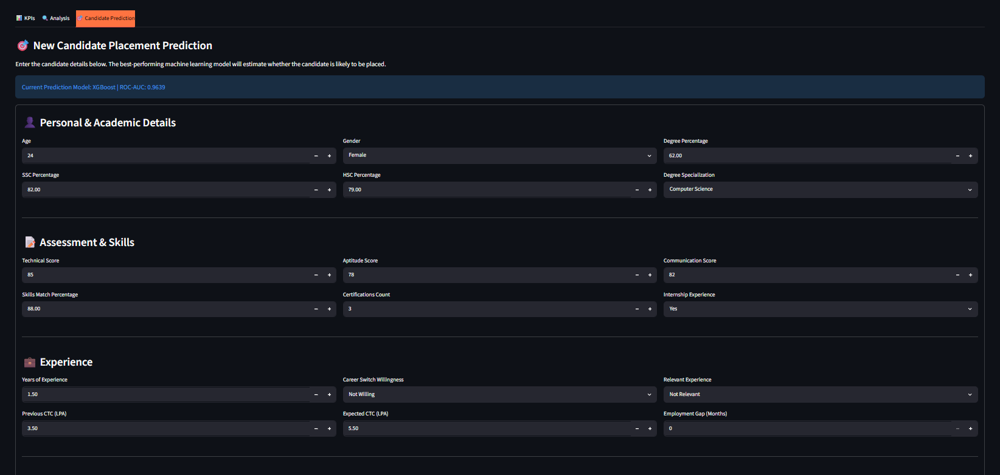 KPIs Analysis Candidate Prediction
New Candidate Placement Prediction
Enter the candidate details below. The best-performing machine learning model will estimate whether the candidate is likely to be placed.
Current Prediction Model: XGBoost | ROC-AUC: 0.9639
Personal & Academic Details
Age Gender Degree Percentage
24 − + Female 62.00 − +
SSC Percentage HSC Percentage Degree Specialization
82.00 − + 79.00 − + Computer Science
Assessment & Skills
Technical Score Aptitude Score Communication Score
85 − + 78 − + 82 − +
Skills Match Percentage Certifications Count Internship Experience
88.00 − + 3 − + Yes
Experience
Years of Experience Career Switch Willingness Relevant Experience
1.50 − + Not Willing Not Relevant
Previous CTC (LPA) Expected CTC (LPA) Employment Gap (Months)
3.50 − + 5.50 − + 0 − +